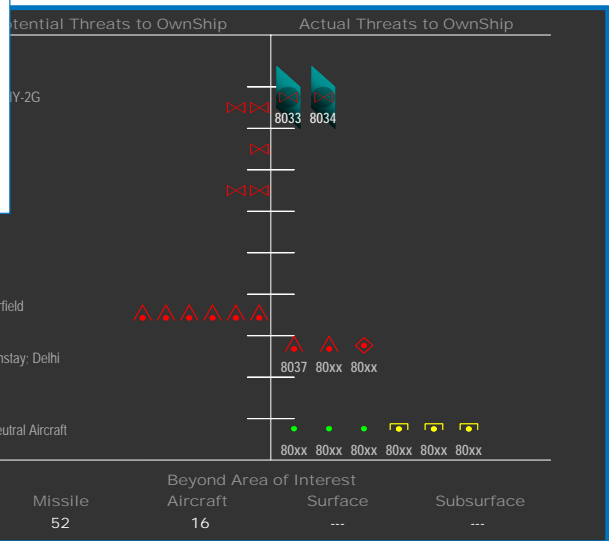 otential Threats to OwnShip Actual Threats to OwnShip
Y-2G
8033 8034
rfield
nstay; Delhi
8037 80xx 80xx
eutral Aircraft
80xx 80xx 80xx 80xx 80xx 80xx
Beyond Area of Interest
Missile Aircraft Surface Subsurface
52 16 --- ---